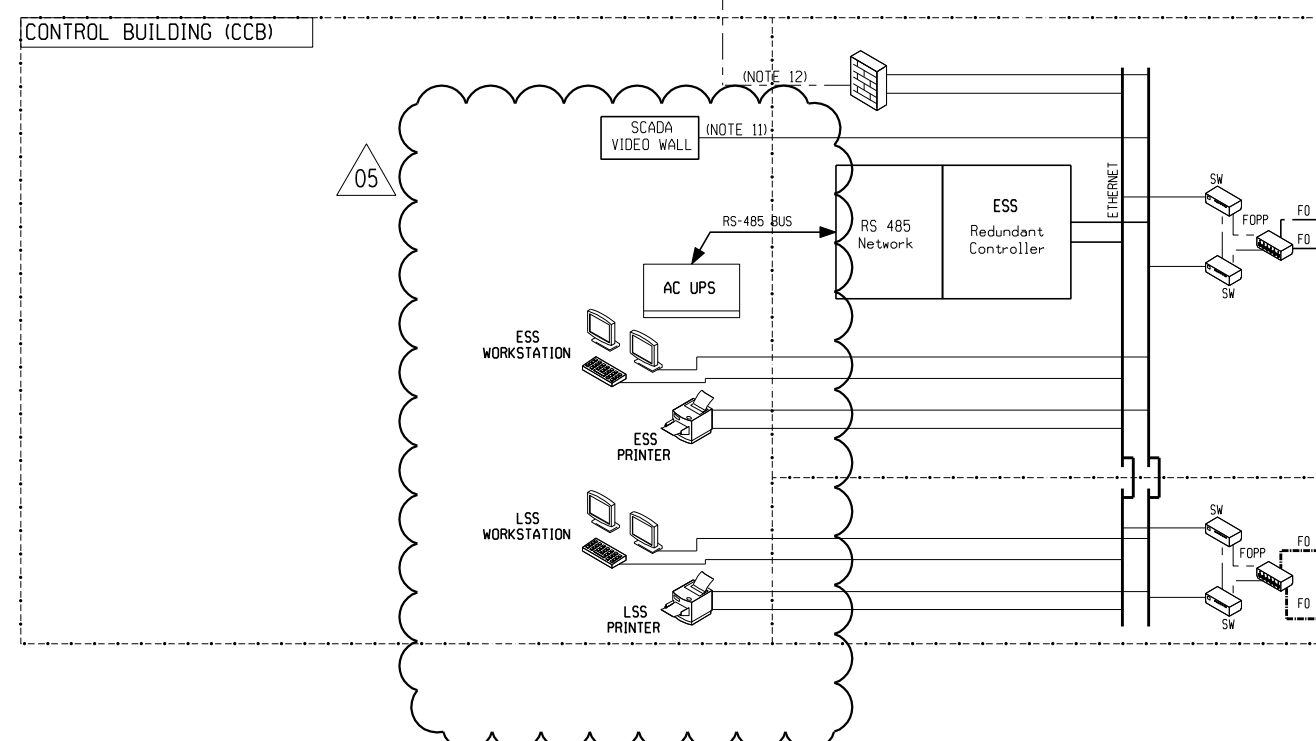 CONTROL BUILDING (CCB)
(NOTE 12)
SCADA
VIDEO WALL
(NOTE 11)
05
ETHERNET
SW
FOPP
FO
FO
SW
RS-485 BUS
RS 485
Network
ESS
Redundant
Controller
AC UPS
ESS
WORKSTATION
ESS
PRINTER
LSS
WORKSTATION
SW
FOPP
FO
FO
SW
LSS
PRINTER